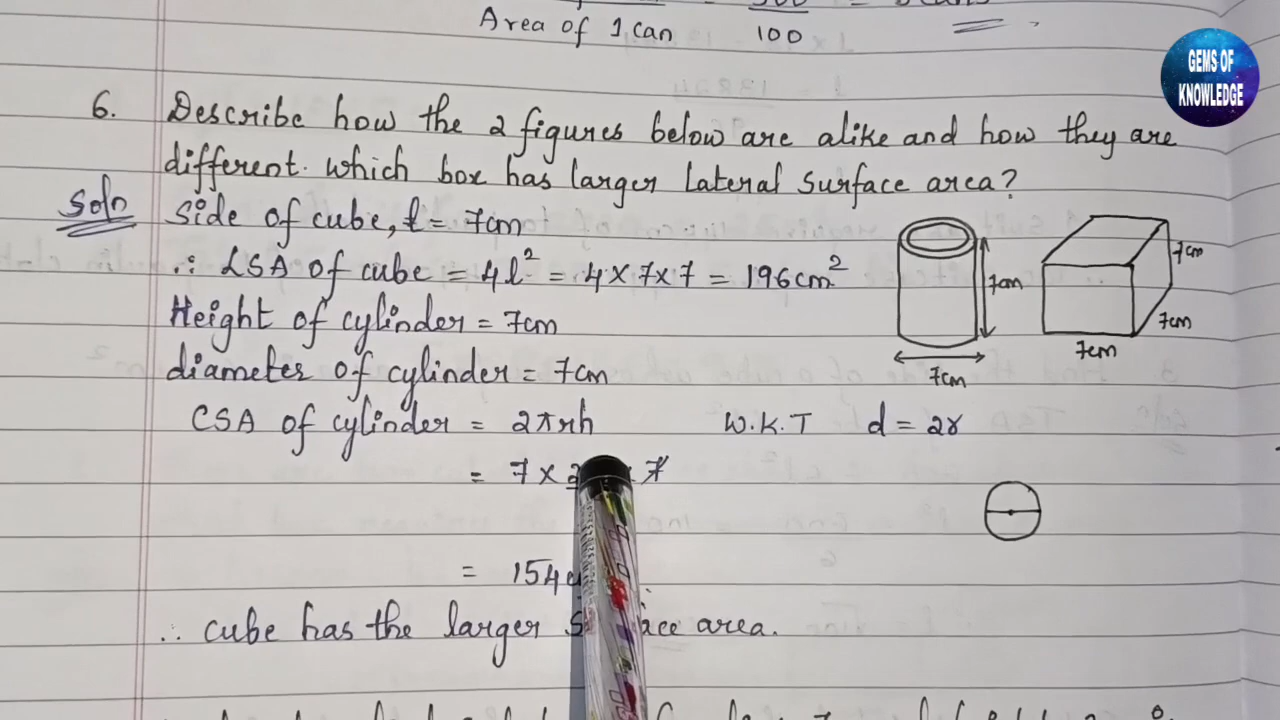 Area of 1 can 100
GEMS OF
KNOWLEDGE
6. Describe how the 2 figures below are alike and how they are
different. which box has larger lateral surface area?
Soln Side of cube, l = 7cm
∴ LSA of cube = 4l² = 4 × 7 × 7 = 196cm²
Height of cylinder = 7cm
diameter of cylinder = 7cm
7cm
7cm
7cm
7cm
7cm
CSA of cylinder = 2πrh W.K.T d = 2r
= 7 × 7
= 154
∴ cube has the larger area.